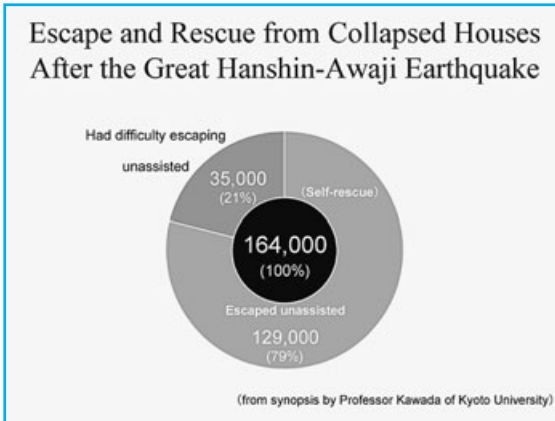 Escape and Rescue from Collapsed Houses
After the Great Hanshin-Awaji Earthquake
Had difficulty escaping
unassisted
35,000
(21%)
(Self-rescue)
164,000
(100%)
Escaped unassisted
129,000
(79%)
(from synopsis by Professor Kawada of Kyoto University)